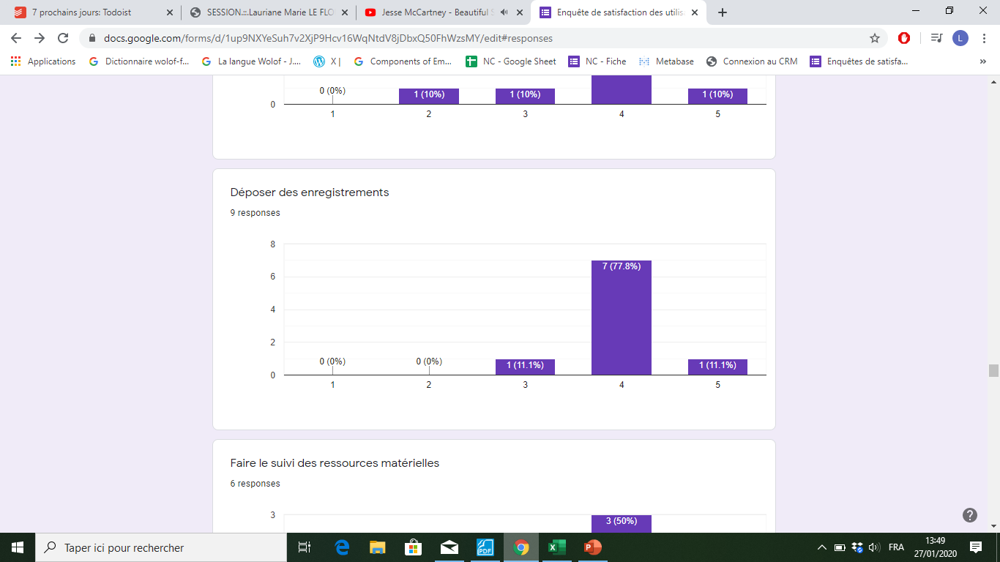 7 prochains jours: Todoist
SESSION.::.Lauriane Marie LE FLO
Jesse McCartney - Beautiful S
Enquête de satisfaction des utilisa
docs.google.com/forms/d/1up9NXYeSuh7v2XjP9Hcv16WqNtdV8jDbxQ50FhWzsMY/edit#responses
L
Applications
Dictionnaire wolof-f...
La langue Wolof - J....
X |
Components of Em...
NC - Google Sheet
NC - Fiche
Metabase
Connexion au CRM
Enquêtes de satisfa...
»
0 (0%)
1 (10%)
1 (10%)
1 (10%)
0
1 2 3 4 5
Déposer des enregistrements
9 responses
8
6
4
2
0
0 (0%)
0 (0%)
1 (11.1%)
7 (77.8%)
1 (11.1%)
1 2 3 4 5
Faire le suivi des ressources matérielles
6 responses
3
3 (50%)
?
Taper ici pour rechercher
PDF
FRA
13:49
27/01/2020